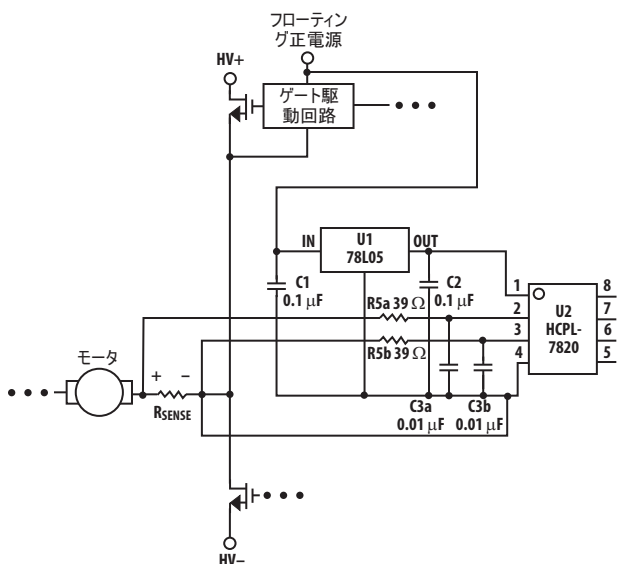 フローティン
グ正電源
HV+
ゲート駆
動回路
IN
U1
78L05
OUT
C1
0.1 μF
C2
0.1 μF
R5a 39 Ω
R5b 39 Ω
1
2
3
4
U2
HCPL-
7820
8
7
6
5
モータ
+
–
RSENSE
C3a
0.01 μF
C3b
0.01 μF
HV–